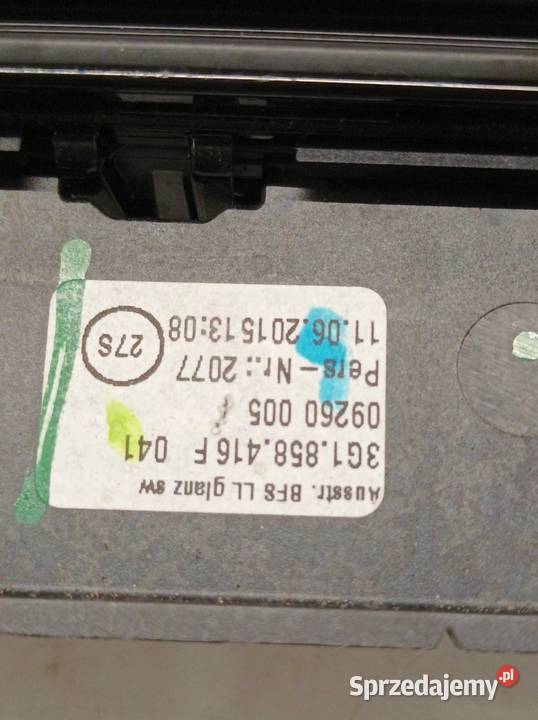 Ausstr. BFS LL glanz sw
3G1.858.416 F 041
09260 005
Pers-Nr.: 2077
11.06.2015 13:08
27S
Sprzedajemy.pl